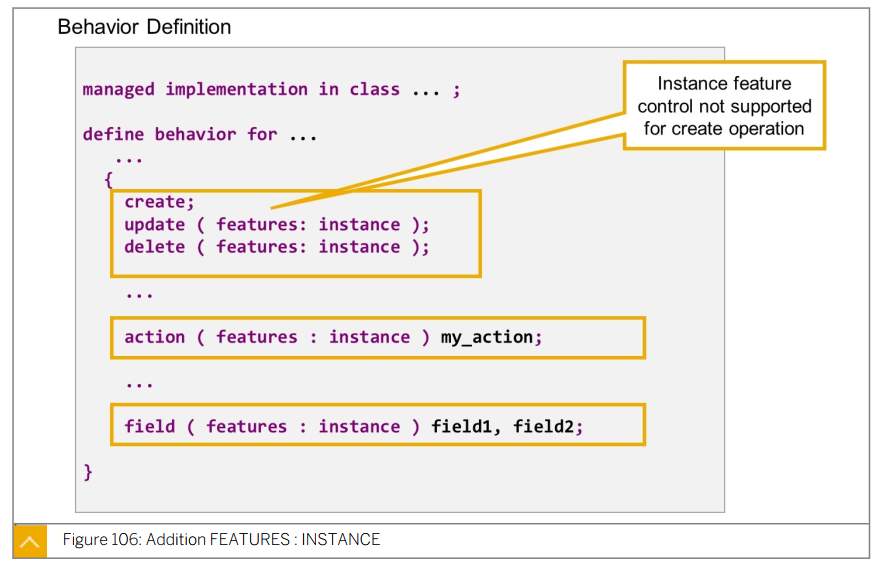 Behavior Definition
managed implementation in class ... ;
Instance feature
control not supported
for create operation
define behavior for ...
...
{
create;
update ( features: instance );
delete ( features: instance );
...
action ( features : instance ) my_action;
...
field ( features : instance ) field1, field2;
}
Figure 106: Addition FEATURES : INSTANCE